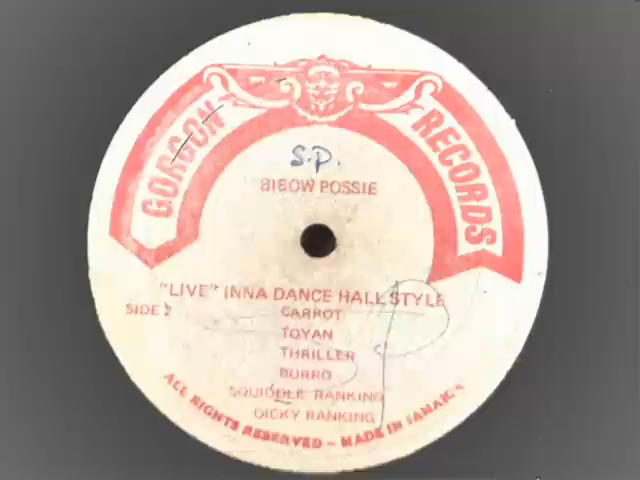 GORGON RECORDS
S.P.
BIBOW POSSIE
"LIVE" INNA DANCE HALL STYLE
SIDE 2
CARROT
TOYAN
THRILLER
BURRO
SQUIDDLE RANKING
DICKY RANKING
ALL RIGHTS RESERVED - MADE IN JAMAICA